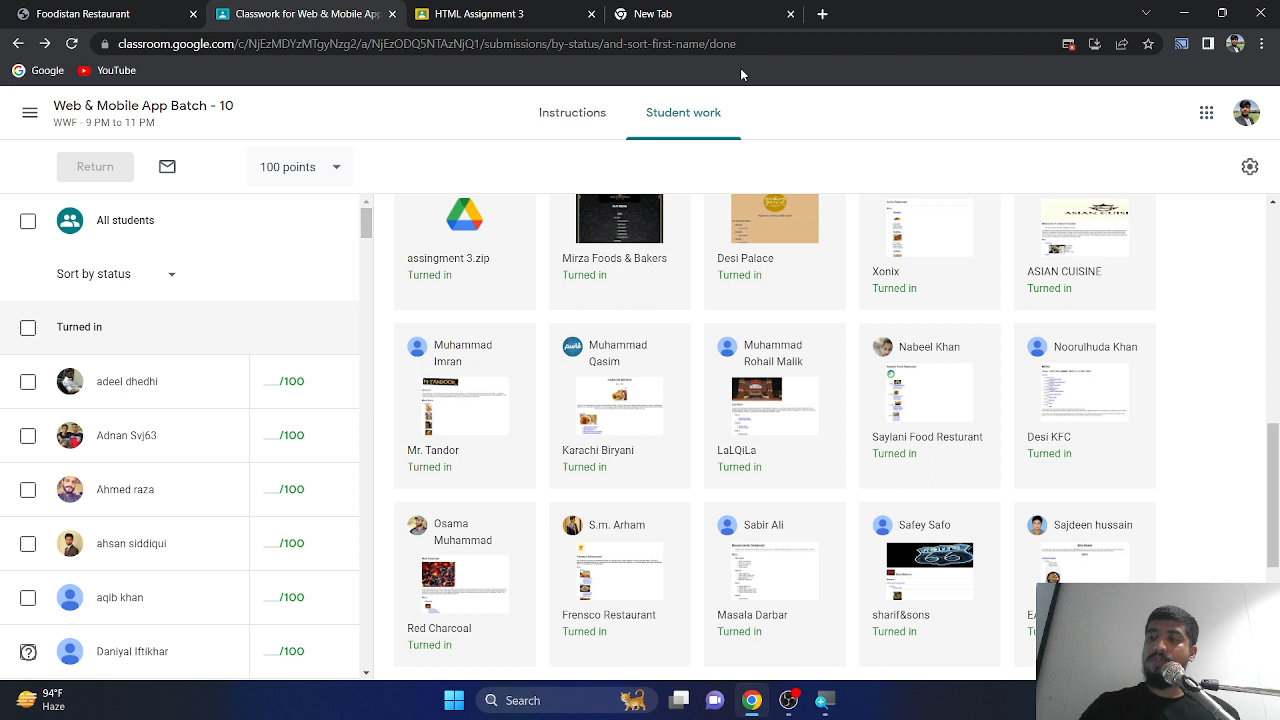 Foodistan Restaurant
Classwork for Web & Mobile App
HTML Assignment 3
New Tab
classroom.google.com/c/NjEzMDYzMTgyNzg2/a/NjEzODQ5NTAzNjQ1/submissions/by-status/and-sort-first-name/done
Google
YouTube
Web & Mobile App Batch - 10
WWF - 9 PM to 11 PM
Instructions
Student work
Return
100 points
All students
Sort by status
Turned in
adeel dhedhi
___/100
___/100
Ahmed raza
___/100
ahsan siddiqui
___/100
aqib khan
___/100
Daniyal Iftikhar
___/100
assingment 3.zip
Turned in
Mirza Foods & Bakers
Turned in
Desi Palace
Turned in
Xonix
Turned in
ASIAN CUISINE
Turned in
Muhammad
Imran
Mr. Tandor
Turned in
Muhammad
Qasim
Karachi Biryani
Turned in
Muhammad
Rohail Malik
LaLQiLa
Turned in
Nabeel Khan
Saylani Food Resturant
Turned in
Noorulhuda Khan
Desi KFC
Turned in
Osama
Muhammad
Red Charcoal
Turned in
S.m. Arham
Frensco Restaurant
Turned in
Sabir Ali
Masala Darbar
Turned in
Safey Safo
sharif&sons
Turned in
Sajdeen hussain
94°F
Haze
Search